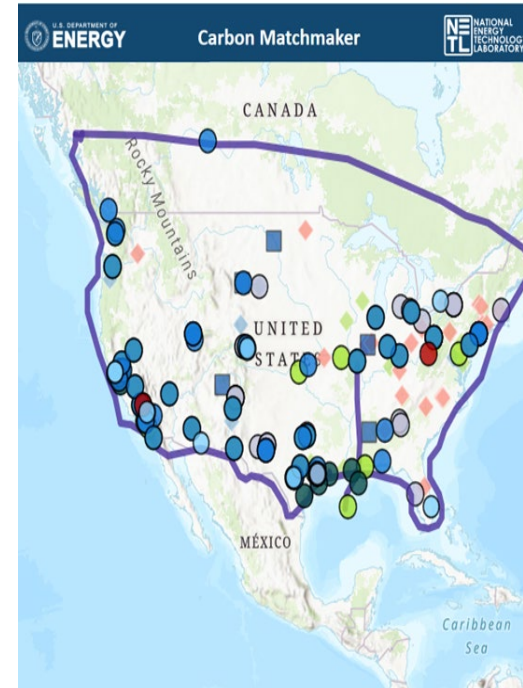 U.S. DEPARTMENT OF
ENERGY
Carbon Matchmaker
NE
TL
NATIONAL
ENERGY
TECHNOLOGY
LABORATORY
CANADA
Rocky Mountains
UNITED
STATES
MÉXICO
Caribbean
Sea